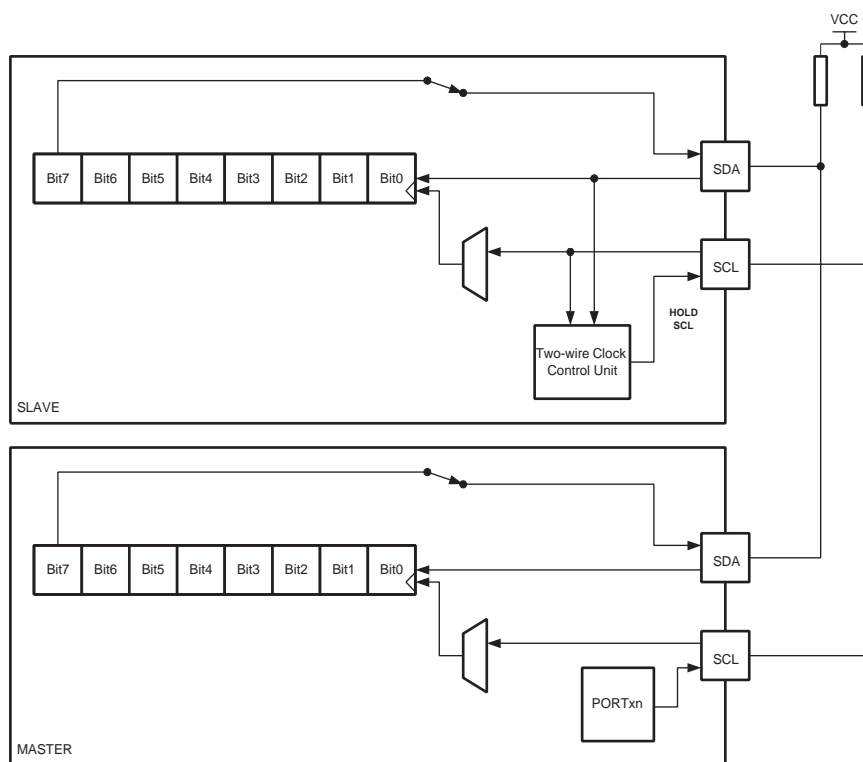 VCC
Bit7 Bit6 Bit5 Bit4 Bit3 Bit2 Bit1 Bit0
SDA
SCL
HOLD
SCL
Two-wire Clock
Control Unit
SLAVE
Bit7 Bit6 Bit5 Bit4 Bit3 Bit2 Bit1 Bit0
SDA
SCL
PORTxn
MASTER